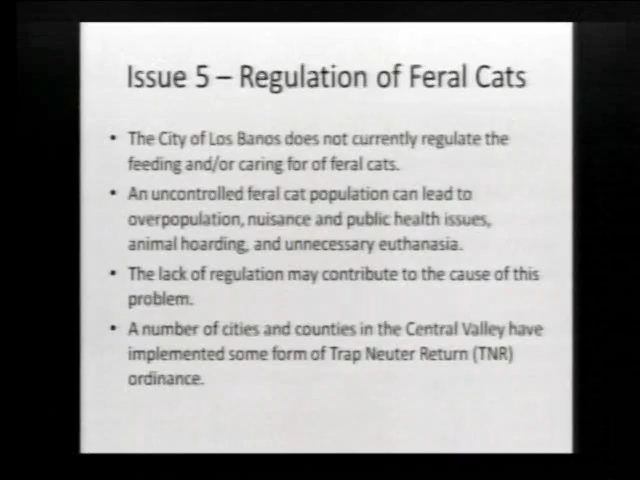 Issue 5 – Regulation of Feral Cats
• The City of Los Banos does not currently regulate the
feeding and/or caring for of feral cats.
• An uncontrolled feral cat population can lead to
overpopulation, nuisance and public health issues,
animal hoarding, and unnecessary euthanasia.
• The lack of regulation may contribute to the cause of this
problem.
• A number of cities and counties in the Central Valley have
implemented some form of Trap Neuter Return (TNR)
ordinance.